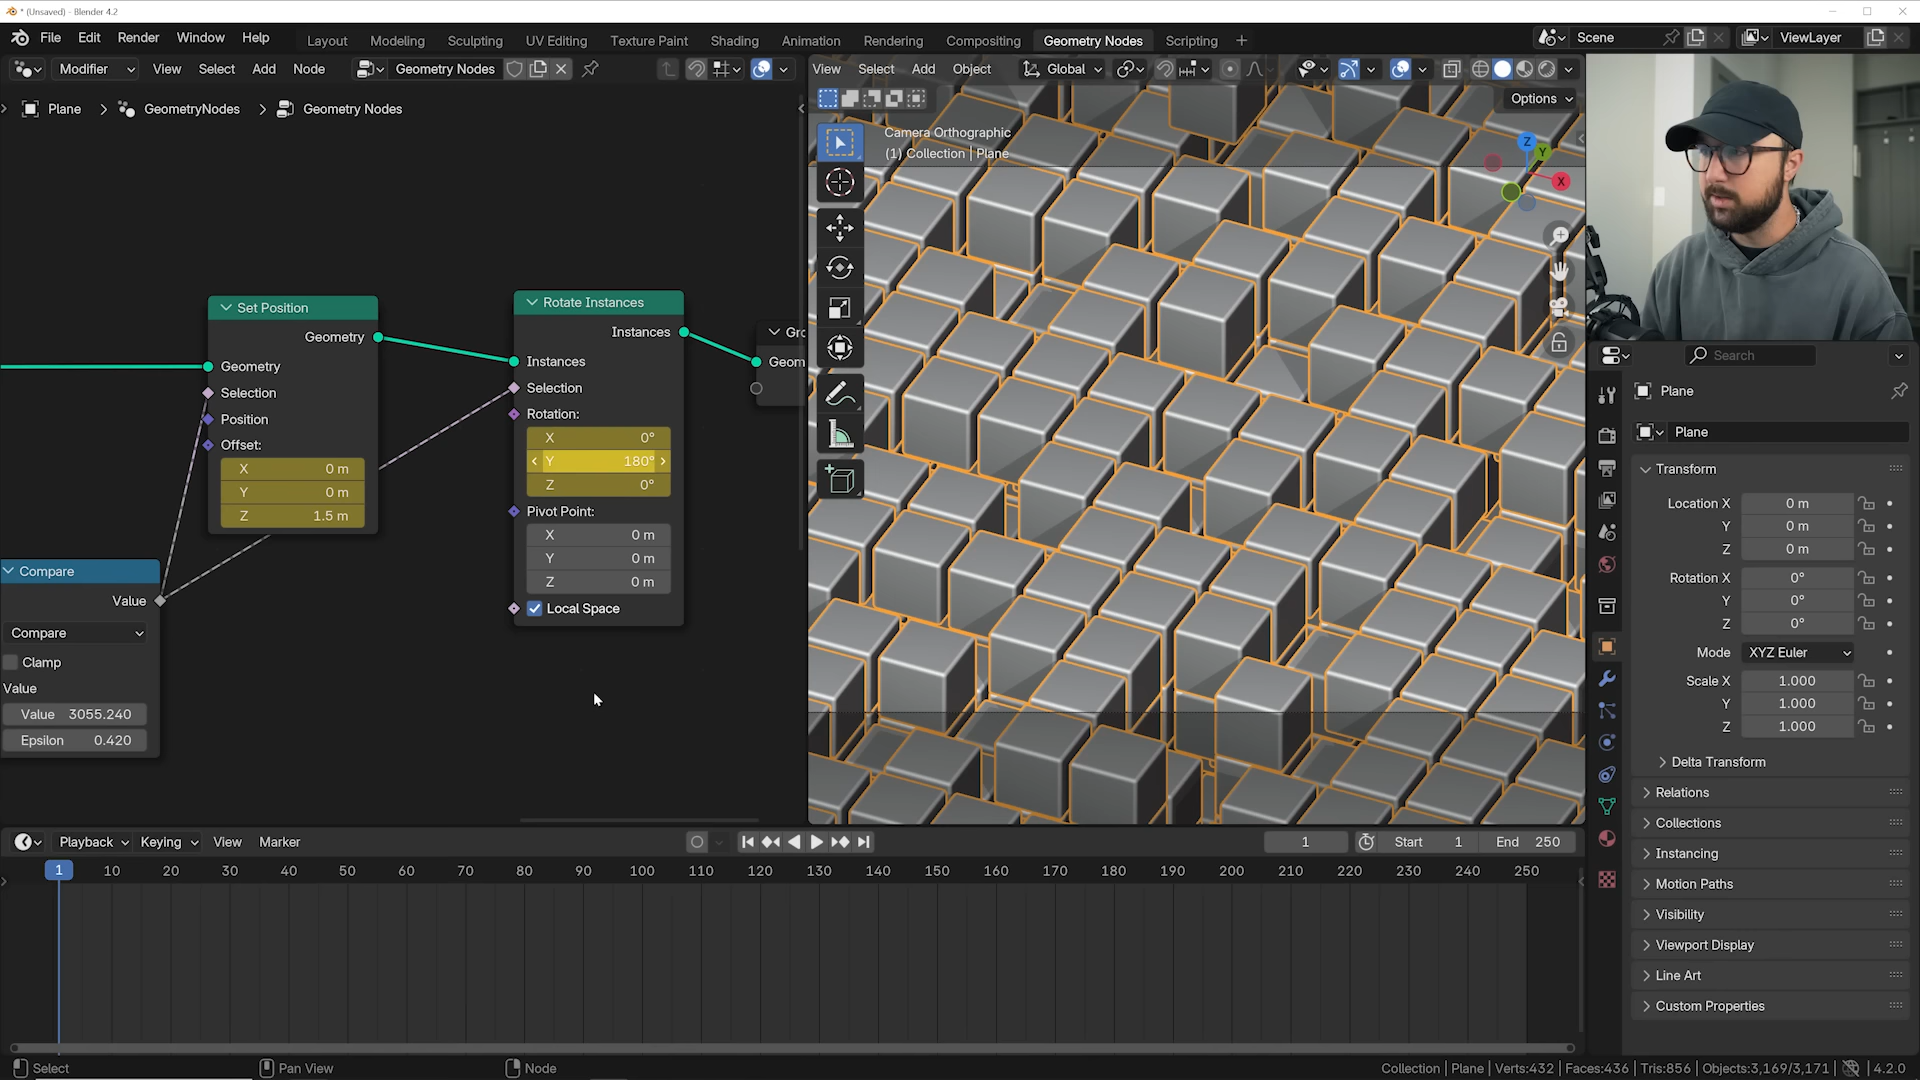 * (Unsaved) - Blender 4.2
File Edit Render Window Help
Layout Modeling Sculpting UV Editing Texture Paint Shading Animation Rendering Compositing Geometry Nodes Scripting +
Scene
ViewLayer
Modifier View Select Add Node
Geometry Nodes
Plane > GeometryNodes > Geometry Nodes
View Select Add Object
Global
Options
Camera Orthographic
(1) Collection | Plane
Z
Y
X
Set Position
Geometry
Geometry
Selection
Position
Offset:
X 0 m
Y 0 m
Z 1.5 m
Rotate Instances
Instances
Instances
Selection
Rotation:
X 0°
Y 180°
Z 0°
Pivot Point:
X 0 m
Y 0 m
Z 0 m
Local Space
Gro
Geom
Compare
Value
Compare
Clamp
Value
Value 3055.240
Epsilon 0.420
Search
Plane
Plane
Transform
Location X 0 m
Y 0 m
Z 0 m
Rotation X 0°
Y 0°
Z 0°
Mode XYZ Euler
Scale X 1.000
Y 1.000
Z 1.000
Delta Transform
Relations
Collections
Instancing
Motion Paths
Visibility
Viewport Display
Line Art
Custom Properties
Playback Keying View Marker
1
Start 1
End 250
1 10 20 30 40 50 60 70 80 90 100 110 120 130 140 150 160 170 180 190 200 210 220 230 240 250
Select
Pan View
Node
Collection | Plane | Verts:432 | Faces:436 | Tris:856 | Objects:3,169/3,171 | 4.2.0